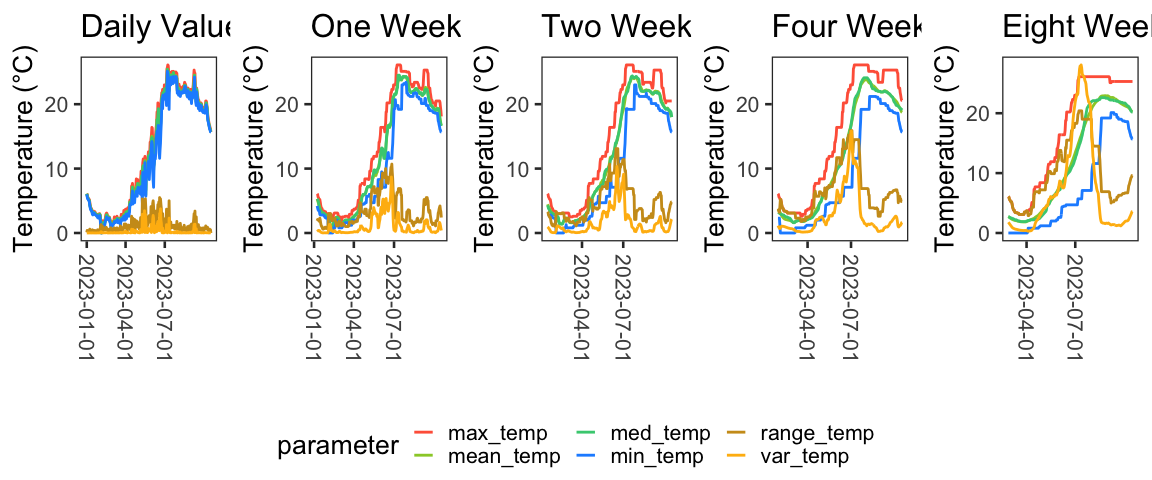 Daily Value
One Week
Two Week
Four Week
Eight Week
Temperature (°C)
20
10
0
2023-01-01
2023-04-01
2023-07-01
Temperature (°C)
20
10
0
2023-01-01
2023-04-01
2023-07-01
Temperature (°C)
20
10
0
2023-04-01
2023-07-01
Temperature (°C)
20
10
0
2023-04-01
2023-07-01
Temperature (°C)
20
10
0
2023-04-01
2023-07-01
parameter
max_temp
med_temp
range_temp
mean_temp
min_temp
var_temp